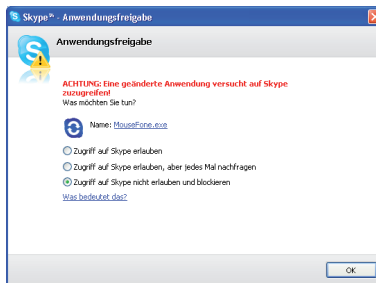 Skype™ - Anwendungsfreigabe
Anwendungsfreigabe
ACHTUNG: Eine geänderte Anwendung versucht auf Skype
zuzugreifen!
Was möchten Sie tun?
Name: MouseFone.exe
Zugriff auf Skype erlauben
Zugriff auf Skype erlauben, aber jedes Mal nachfragen
Zugriff auf Skype nicht erlauben und blockieren
Was bedeutet das?
OK